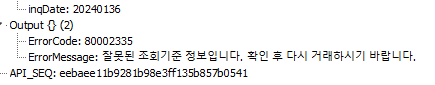 inqDate: 20240136
Output {} (2)
ErrorCode: 80002335
ErrorMessage: 잘못된 조회기준 정보입니다. 확인 후 다시 거래하시기 바랍니다.
API_SEQ: eebaee11b9281b98e3ff135b857b0541